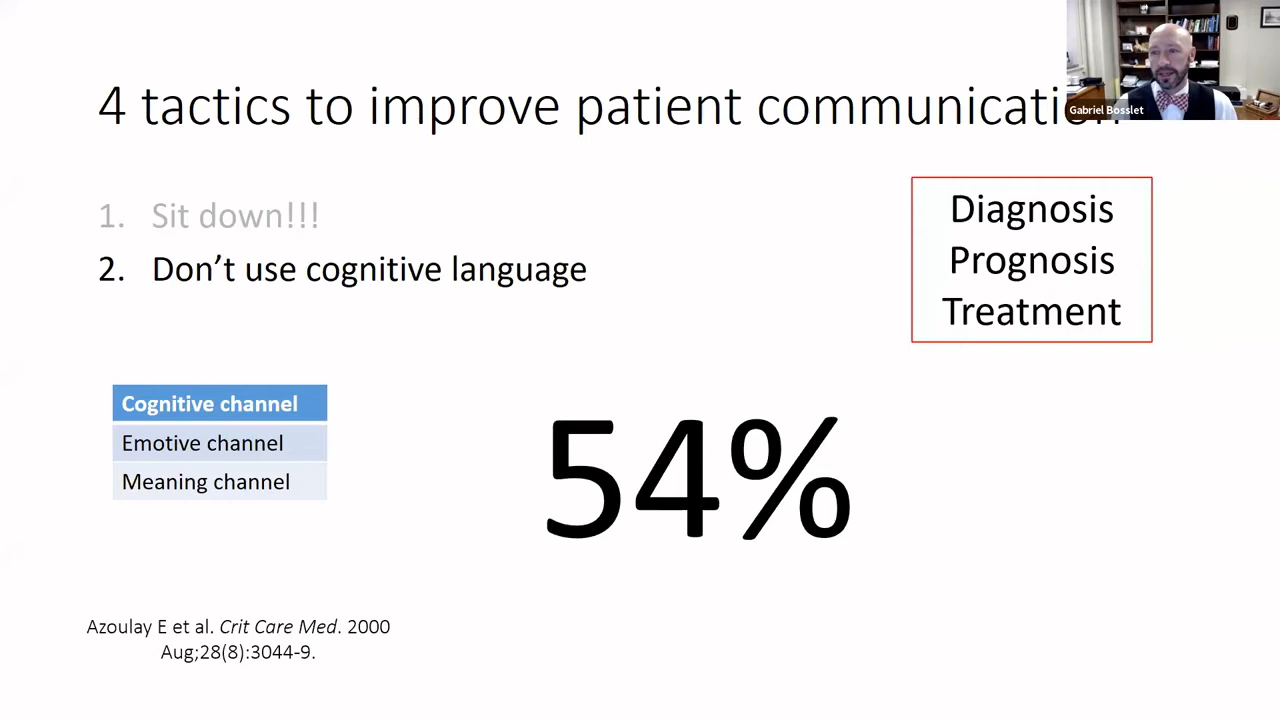 4 tactics to improve patient communication
Gabriel Bosslet
1. Sit down!!!
2. Don't use cognitive language
Diagnosis
Prognosis
Treatment
Cognitive channel
Emotive channel
Meaning channel
54%
Azoulay E et al. Crit Care Med. 2000
Aug;28(8):3044-9.